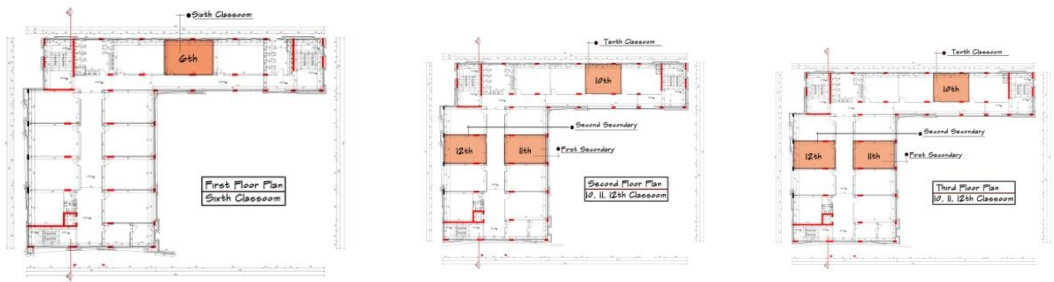 Sixth Classoom
6th
First Floor Plan
Sixth Classoom
Tenth Classoom
10th
Second Secondary
12th
11th
First Secondary
Second Floor Plan
10, 11, 12th Classoom
Tenth Classoom
10th
Second Secondary
12th
11th
First Secondary
Third Floor Plan
10, 11, 12th Classoom